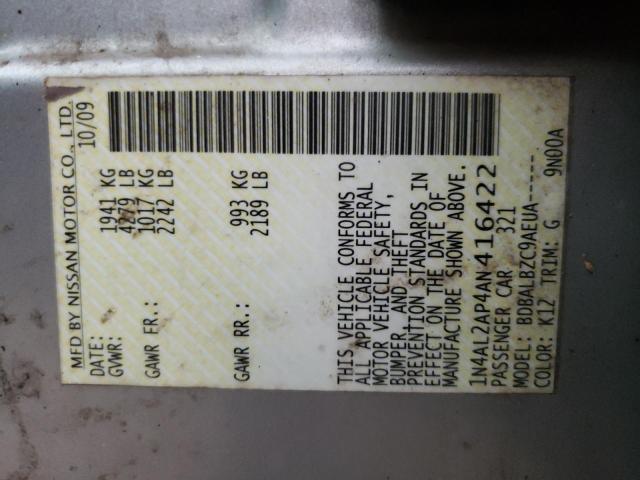 MFD BY NISSAN MOTOR CO., LTD.
DATE: 10/09
GVWR: 1941 KG
4279 LB
GAWR FR.: 1017 KG
2242 LB
GAWR RR.: 993 KG
2189 LB
THIS VEHICLE CONFORMS TO
ALL APPLICABLE FEDERAL
MOTOR VEHICLE SAFETY,
BUMPER AND THEFT
PREVENTION STANDARDS IN
EFFECT ON THE DATE OF
MANUFACTURE SHOWN ABOVE.
1N4AL2AP4AN416422
PASSENGER CAR 321
MODEL: BDBALBZC9AEUA-----
COLOR: K12 TRIM: G 9N00A